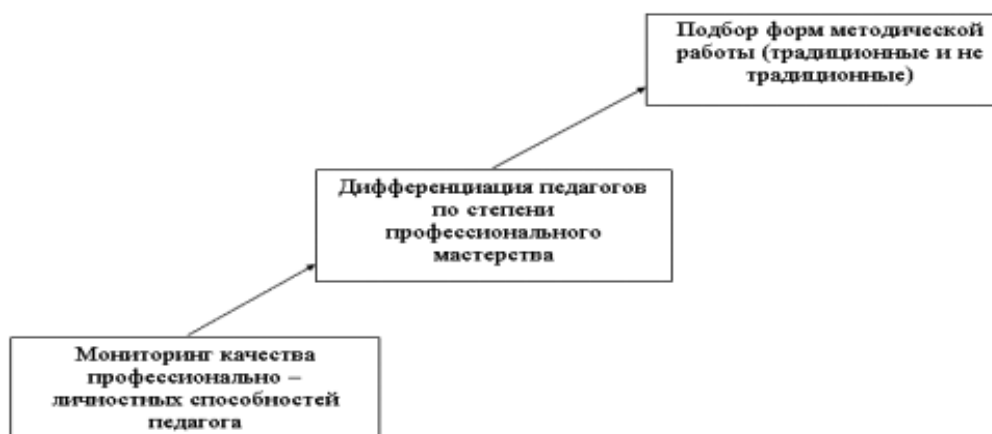 Подбор форм методической
работы (традиционные и не
традиционные)
Дифференциация педагогов
по степени
профессионального
мастерства
Мониторинг качества
профессионально –
личностных способностей
педагога